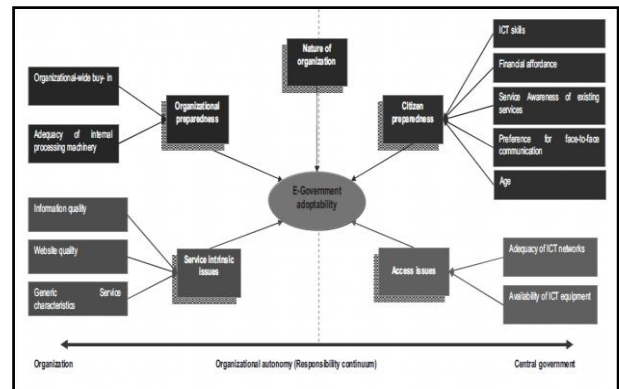 Nature of
organization
ICT skills
Financial affordance
Service Awareness of existing
services
Preference for face-to-face
communication
Age
Organizational-wide buy- in
Adequacy of internal
processing machinery
Organizational
preparedness
Citizen
preparedness
E-Government
adoptability
Information quality
Website quality
Generic Service
characteristics
Service intrinsic
issues
Access issues
Adequacy of ICT networks
Availability of ICT equipment
Organization
Organizational autonomy (Responsibility continuum)
Central government